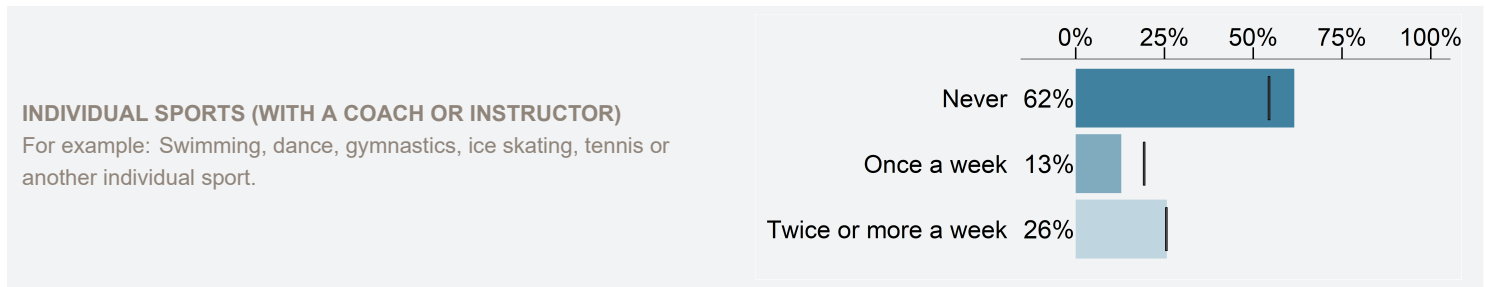 0% 25% 50% 75% 100%
INDIVIDUAL SPORTS (WITH A COACH OR INSTRUCTOR)
For example: Swimming, dance, gymnastics, ice skating, tennis or
another individual sport.
Never 62%
Once a week 13%
Twice or more a week 26%